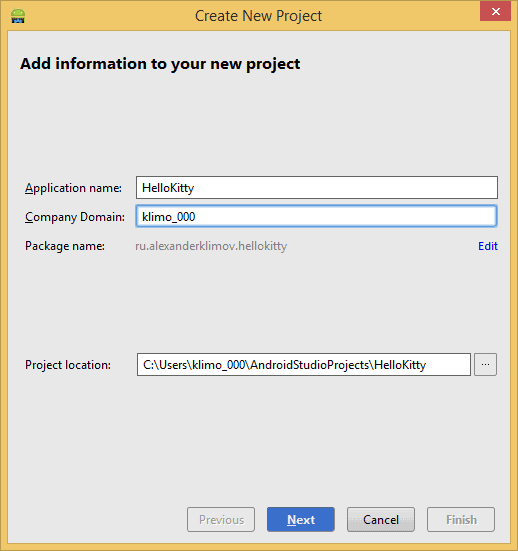 Create New Project
Add information to your new project
Application name: HelloKitty
Company Domain: klimo_000
Package name: ru.alexanderklimov.hellokitty Edit
Project location: C:\Users\klimo_000\AndroidStudioProjects\HelloKitty ...
Previous Next Cancel Finish